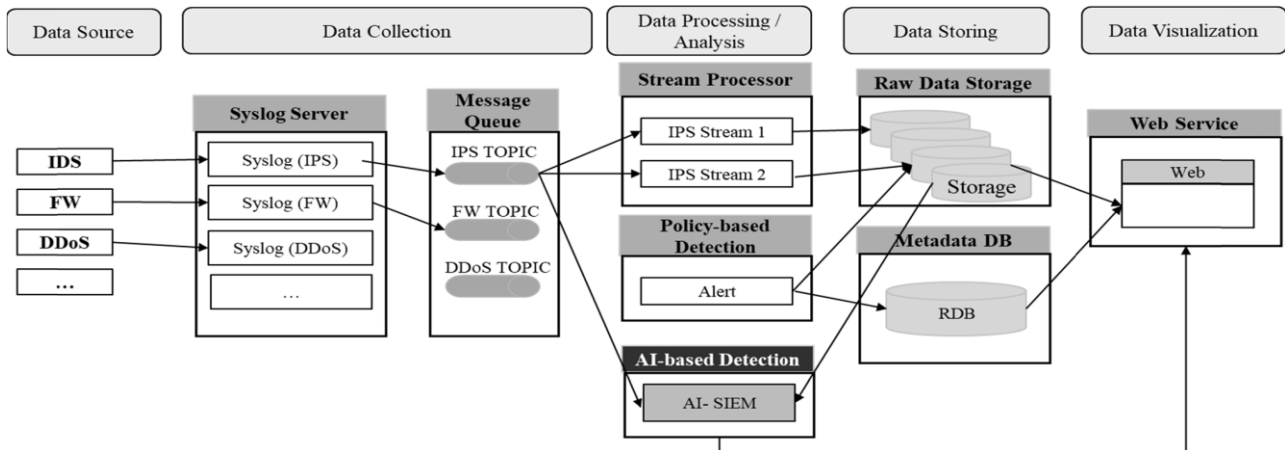 Data Source
Data Collection
Data Processing /
Analysis
Data Storing
Data Visualization
IDS
FW
DDoS
...
Syslog Server
Syslog (IPS)
Syslog (FW)
Syslog (DDoS)
...
Message
Queue
IPS TOPIC
FW TOPIC
DDoS TOPIC
Stream Processor
IPS Stream 1
IPS Stream 2
Policy-based
Detection
Alert
AI-based Detection
AI- SIEM
Raw Data Storage
Storage
Metadata DB
RDB
Web Service
Web